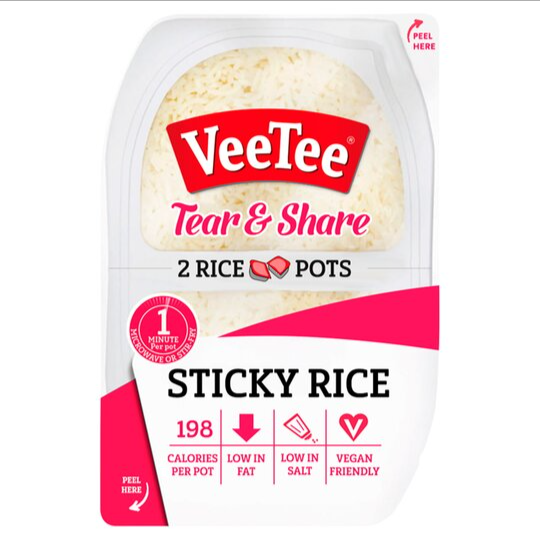 PEEL
HERE
VeeTee®
Tear & Share
2 RICE POTS
1
MINUTE
Per pot
MICROWAVE OR STIR-FRY
STICKY RICE
198
CALORIES
PER POT
LOW IN
FAT
LOW IN
SALT
V
VEGAN
FRIENDLY
PEEL
HERE